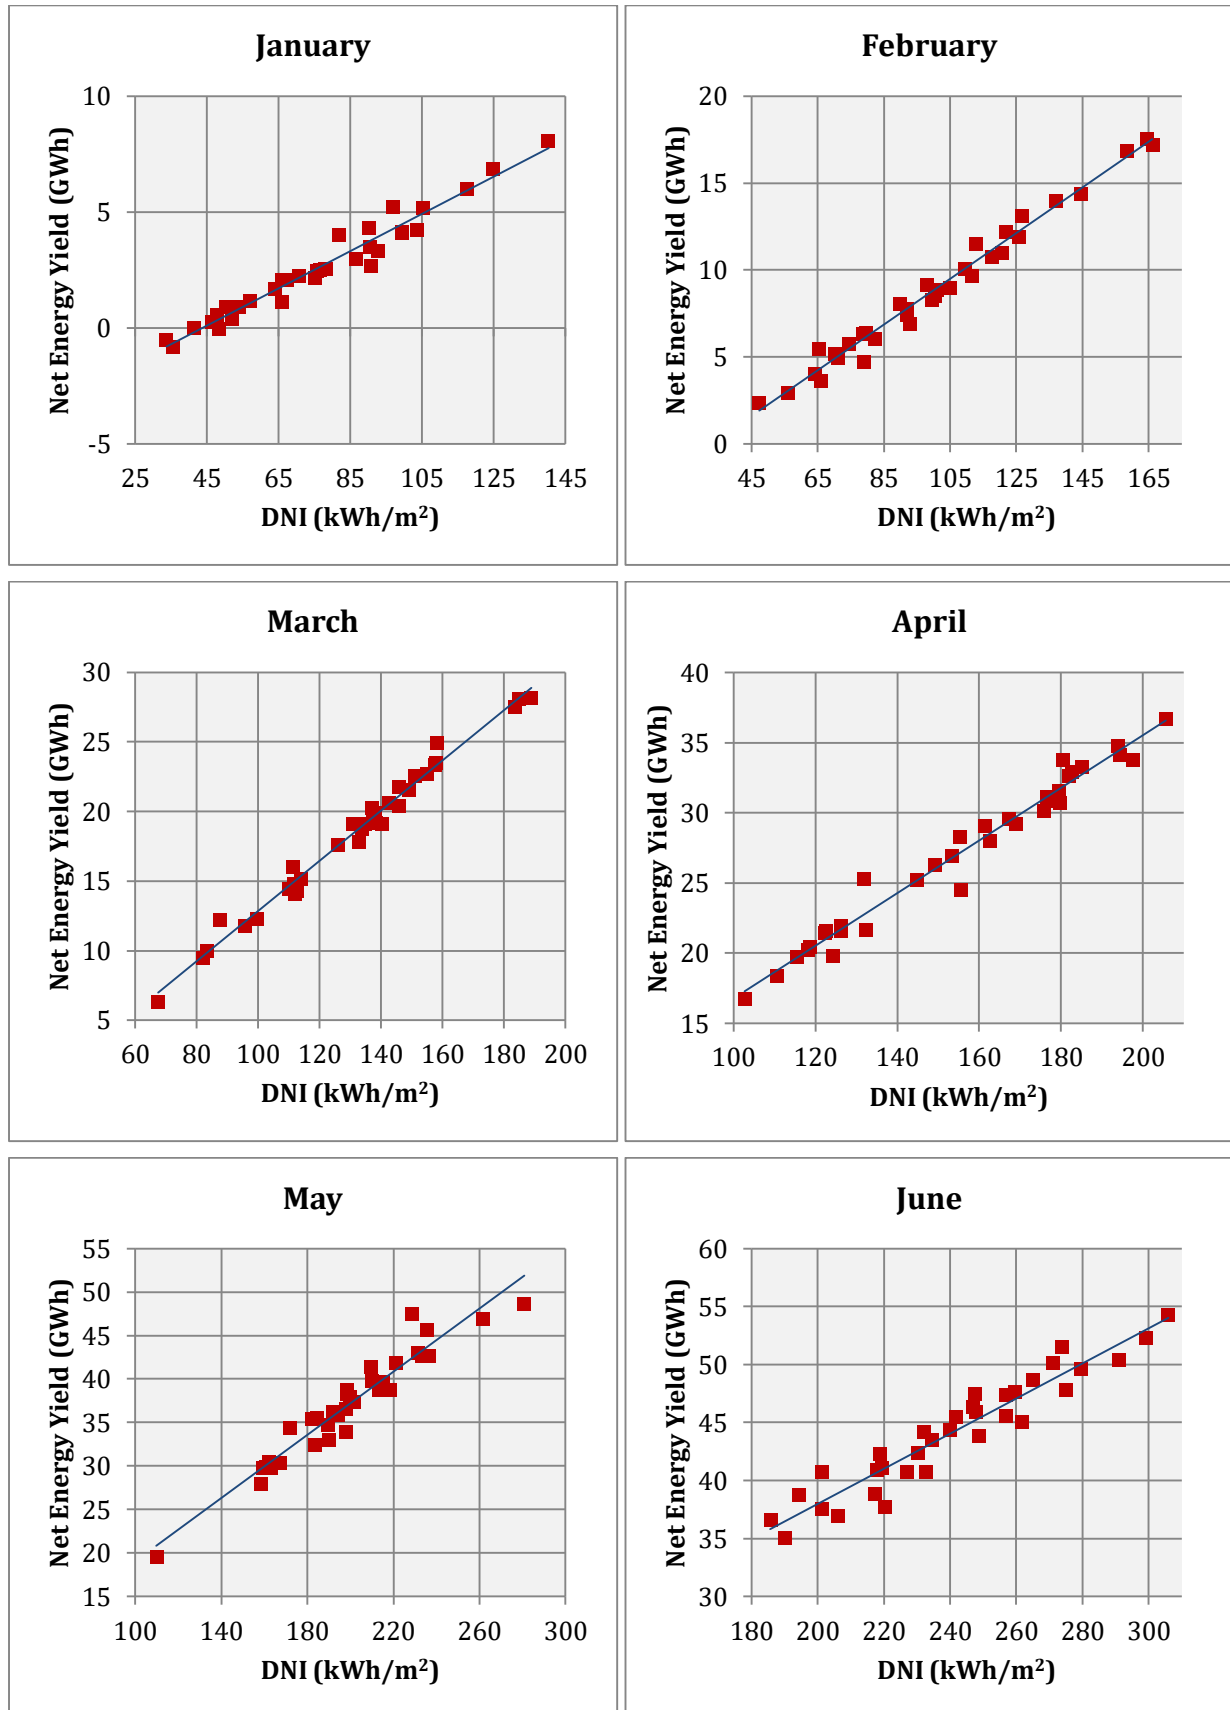 January
Net Energy Yield (GWh)
10
5
0
-5
25 45 65 85 105 125 145
DNI (kWh/m²)
February
Net Energy Yield (GWh)
20
15
10
5
0
45 65 85 105 125 145 165
DNI (kWh/m²)
March
Net Energy Yield (GWh)
30
25
20
15
10
5
60 80 100 120 140 160 180 200
DNI (kWh/m²)
April
Net Energy Yield (GWh)
40
35
30
25
20
15
100 120 140 160 180 200
DNI (kWh/m²)
May
Net Energy Yield (GWh)
55
50
45
40
35
30
25
20
15
100 140 180 220 260 300
DNI (kWh/m²)
June
Net Energy Yield (GWh)
60
55
50
45
40
35
30
180 200 220 240 260 280 300
DNI (kWh/m²)